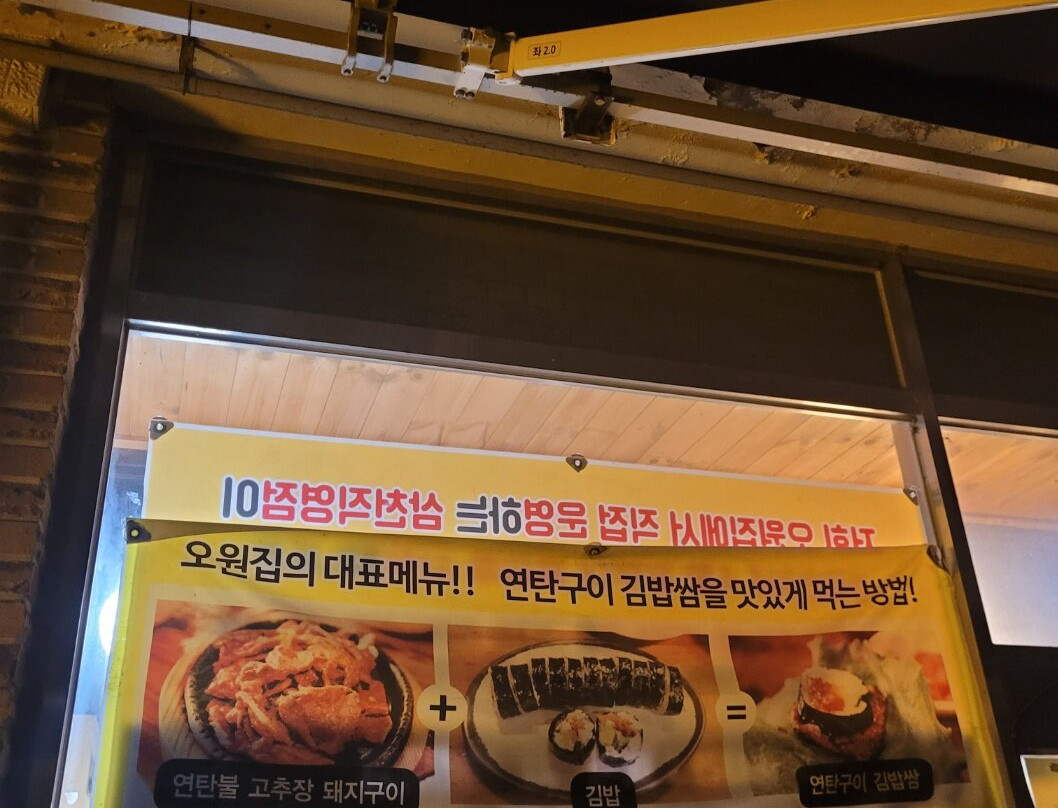 좌 2.0
저희 오원집에서 직접 운영하는 삼천직영점이
오원집의 대표메뉴!! 연탄구이 김밥쌈을 맛있게 먹는 방법!
연탄불 고추장 돼지구이 + 김밥 = 연탄구이 김밥쌈